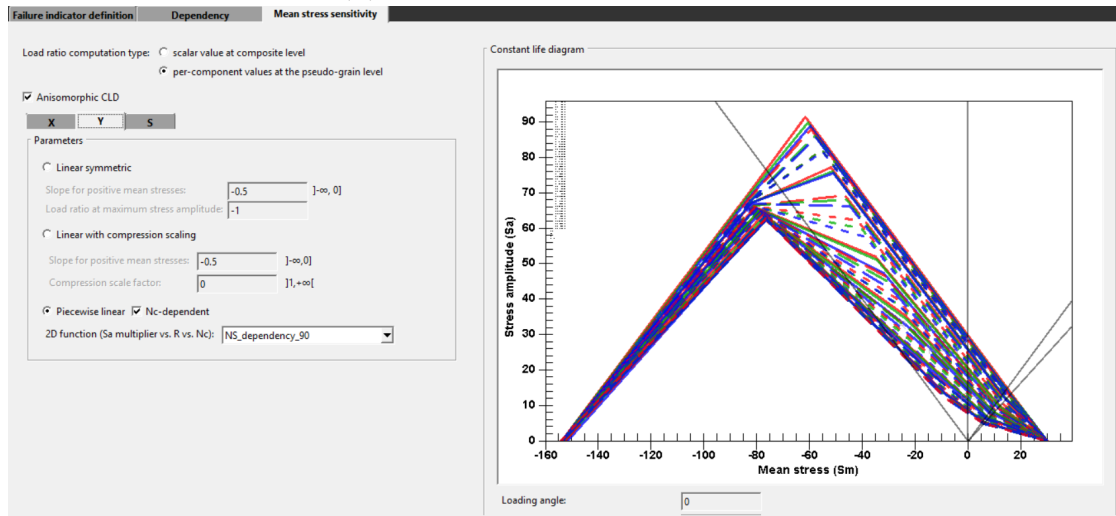 Failure indicator definition Dependency Mean stress sensitivity
Load ratio computation type: scalar value at composite level
per-component values at the pseudo-grain level
Anisomorphic CLD
X Y S
Parameters
Linear symmetric
Slope for positive mean stresses: -0.5 ]-∞, 0]
Load ratio at maximum stress amplitude: -1
Linear with compression scaling
Slope for positive mean stresses: -0.5 ]-∞,0]
Compression scale factor: 0 ]1,+∞[
Piecewise linear Nc-dependent
2D function (Sa multiplier vs. R vs. Nc): NS_dependency_90
Constant life diagram
90
80
70
60
50
40
30
20
10
0
Stress amplitude (Sa)
-160 -140 -120 -100 -80 -60 -40 -20 0 20
Mean stress (Sm)
Loading angle: 0